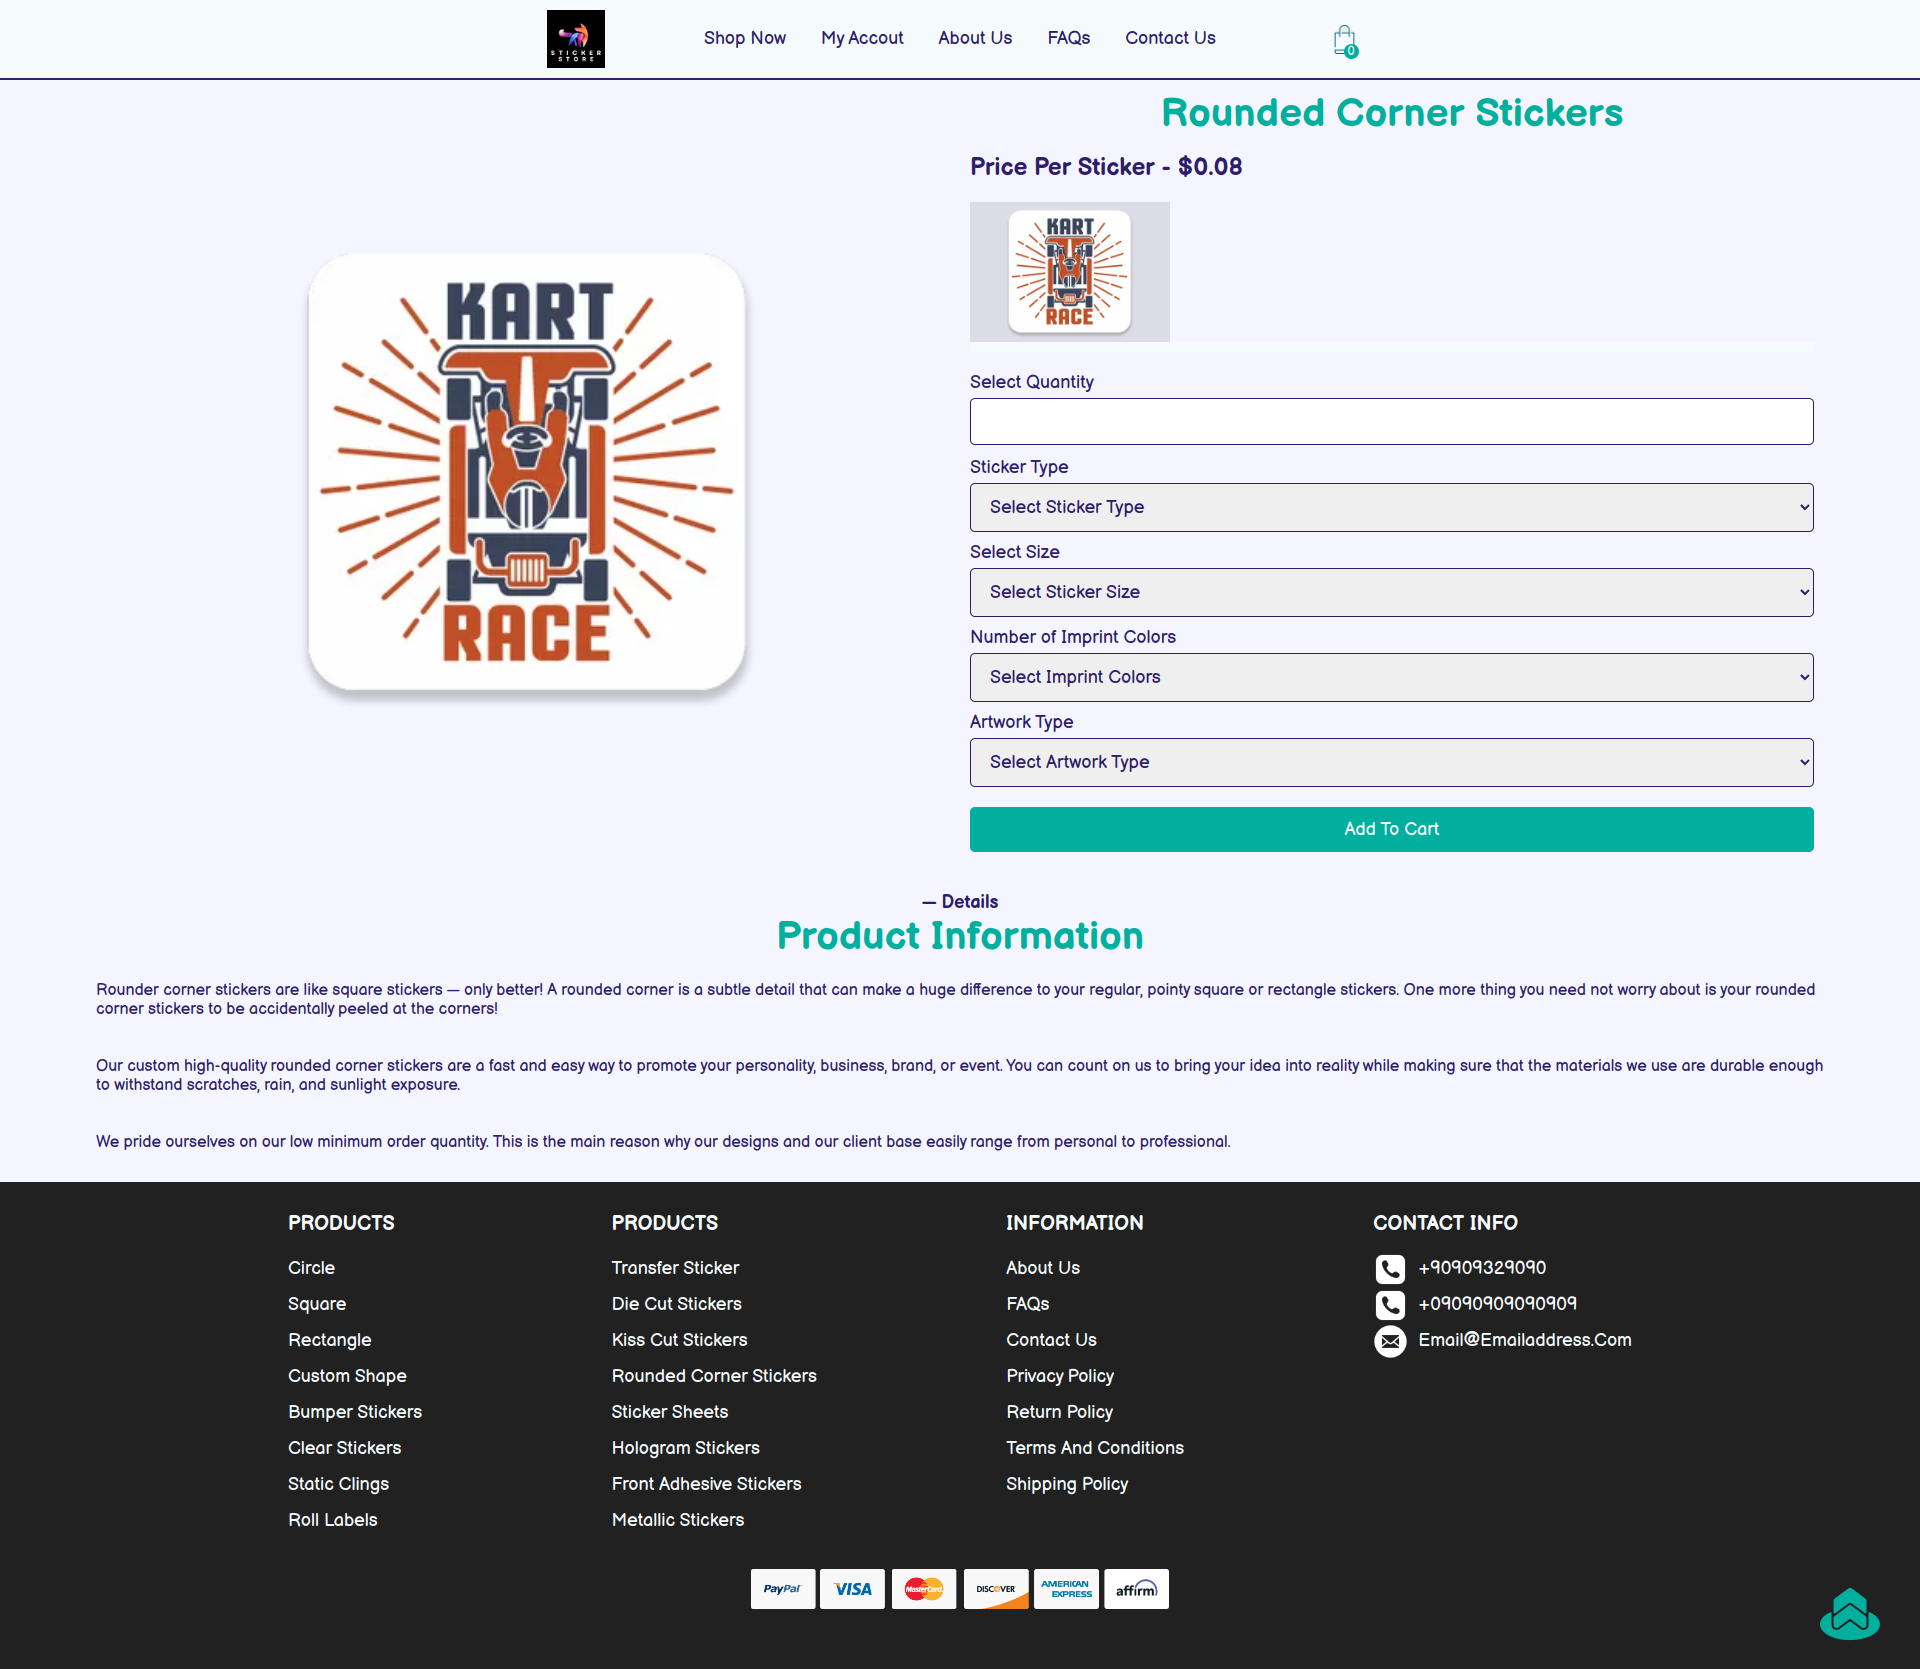 STICKER
STORE
Shop Now
My Accout
About Us
FAQs
Contact Us
0
Rounded Corner Stickers
Price Per Sticker - $0.08
KART
RACE
KART
RACE
Select Quantity
Sticker Type
Select Sticker Type
Select Size
Select Sticker Size
Number of Imprint Colors
Select Imprint Colors
Artwork Type
Select Artwork Type
Add To Cart
— Details
Product Information
Rounder corner stickers are like square stickers — only better! A rounded corner is a subtle detail that can make a huge difference to your regular, pointy square or rectangle stickers. One more thing you need not worry about is your rounded
corner stickers to be accidentally peeled at the corners!
Our custom high-quality rounded corner stickers are a fast and easy way to promote your personality, business, brand, or event. You can count on us to bring your idea into reality while making sure that the materials we use are durable enough
to withstand scratches, rain, and sunlight exposure.
We pride ourselves on our low minimum order quantity. This is the main reason why our designs and our client base easily range from personal to professional.
PRODUCTS
Circle
Square
Rectangle
Custom Shape
Bumper Stickers
Clear Stickers
Static Clings
Roll Labels
PRODUCTS
Transfer Sticker
Die Cut Stickers
Kiss Cut Stickers
Rounded Corner Stickers
Sticker Sheets
Hologram Stickers
Front Adhesive Stickers
Metallic Stickers
INFORMATION
About Us
FAQs
Contact Us
Privacy Policy
Return Policy
Terms And Conditions
Shipping Policy
CONTACT INFO
+90909329090
+09090909090909
Email@Emailaddress.Com
PayPal
VISA
MasterCard
DISCOVER
AMERICAN
EXPRESS
affirm